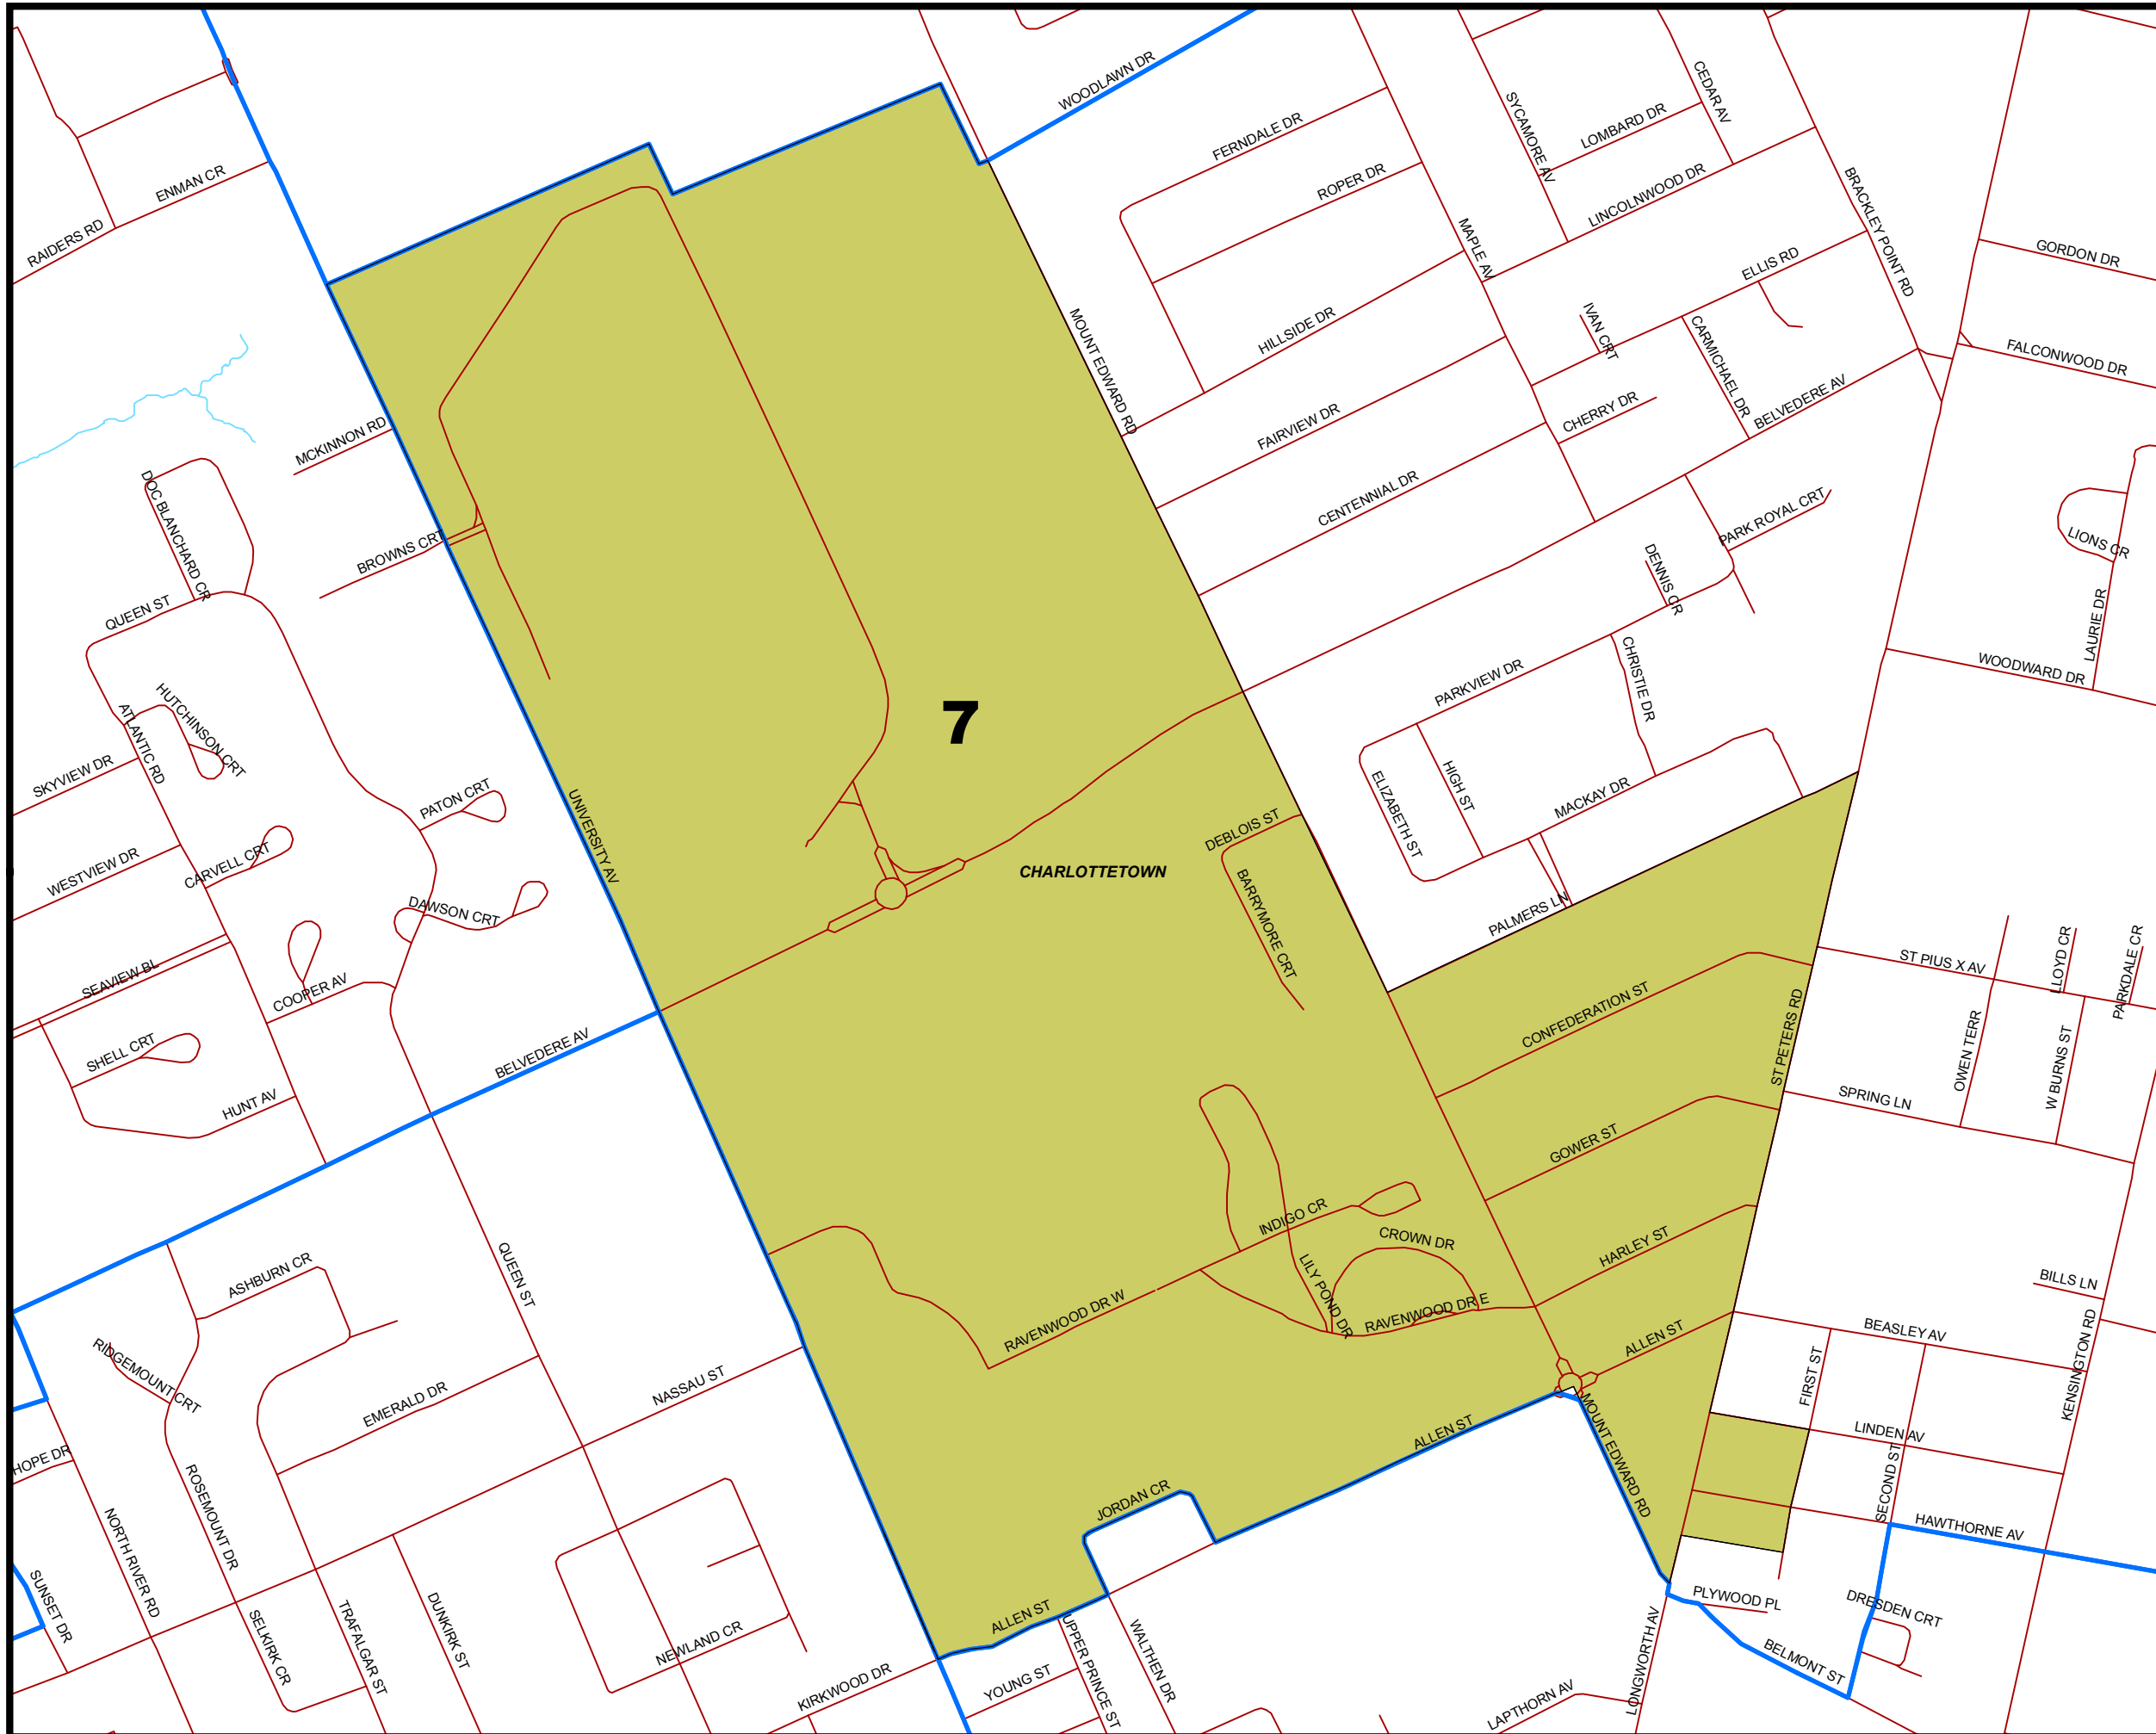 WOODLAWN DR
CEDAR AV
SYCAMORE AV
LOMBARD DR
FERNDALE DR
ROPER DR
LINCOLNWOOD DR
BRACKLEY POINT RD
ENMAN CR
RAIDERS RD
MAPLE AV
ELLIS RD
GORDON DR
MOUNT EDWARD RD
HILLSIDE DR
IVAN CRT
CARMICHAEL DR
FALCONWOOD DR
FAIRVIEW DR
CHERRY DR
BELVEDERE AV
MCKINNON RD
CENTENNIAL DR
PARK ROYAL CRT
DOC BLANCHARD CR
BROWNS CRT
DENNIS CR
LIONS CR
QUEEN ST
LAURIE DR
PARKVIEW DR
CHRISTIE DR
WOODWARD DR
HUTCHINSON CRT
ATLANTIC RD
7
SKYVIEW DR
PATON CRT
UNIVERSITY AV
ELIZABETH ST
HIGH ST
MACKAY DR
DEBLOIS ST
WESTVIEW DR
CARVELL CRT
CHARLOTTETOWN
BARRYMORE CRT
DAWSON CRT
PALMERS LN
SEAVIEW BL
COOPER AV
ST PIUS X AV
LLOYD CR
PARKDALE CR
CONFEDERATION ST
ST PETERS RD
SHELL CRT
BELVEDERE AV
OWEN TERR
W BURNS ST
HUNT AV
SPRING LN
GOWER ST
QUEEN ST
INDIGO CR
CROWN DR
HARLEY ST
ASHBURN CR
LILY POND DR
BILLS LN
RAVENWOOD DR W
RAVENWOOD DR E
ALLEN ST
BEASLEY AV
KENSINGTON RD
RIDGEMOUNT CRT
EMERALD DR
NASSAU ST
FIRST ST
HOPE DR
ALLEN ST
MOUNT EDWARD RD
LINDEN AV
SECOND ST
ROSEMOUNT DR
NORTH RIVER RD
JORDAN CR
HAWTHORNE AV
SUNSET DR
SELKIRK CR
TRAFALGAR ST
DUNKIRK ST
NEWLAND CR
ALLEN ST
UPPER PRINCE ST
WALTHEN DR
PLYWOOD PL
DRESDEN CRT
BELMONT ST
LONGWORTH AV
KIRKWOOD DR
YOUNG ST
LAPTHORN AV